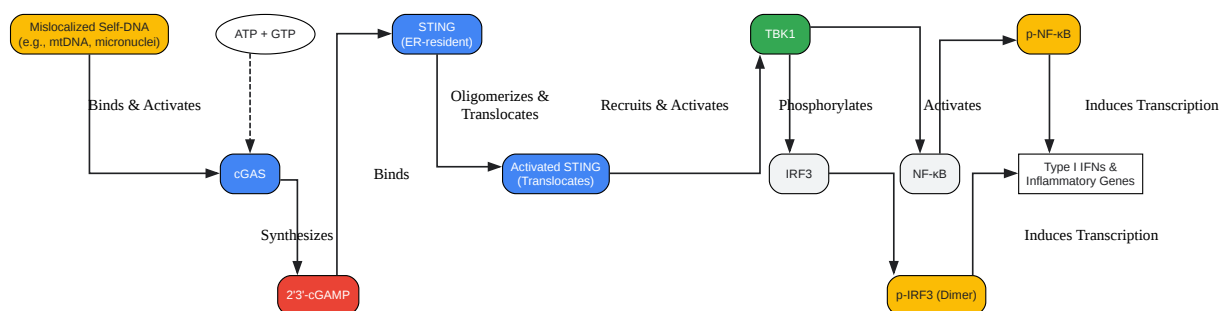 Mislocalized Self-DNA
(e.g., mtDNA, micronuclei)
ATP + GTP
STING
(ER-resident)
TBK1
p-NF-κB
Binds & Activates
Oligomerizes &
Translocates
Recruits & Activates
Phosphorylates
Activates
Induces Transcription
cGAS
Binds
Activated STING
(Translocates)
IRF3
NF-κB
Type I IFNs &
Inflammatory Genes
Synthesizes
Induces Transcription
2'3'-cGAMP
p-IRF3 (Dimer)